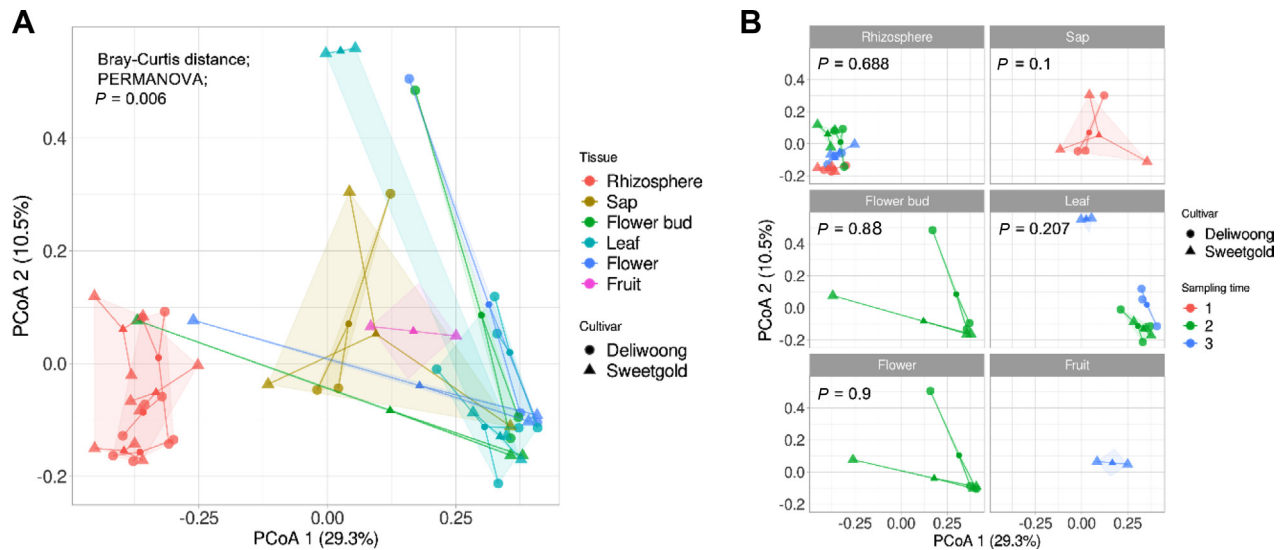 A
Bray-Curtis distance;
PERMANOVA;
P = 0.006
PCoA 2 (10.5%)
0.4
0.2
0.0
-0.2
-0.25
0.00
0.25
PCoA 1 (29.3%)
Tissue
Rhizosphere
Sap
Flower bud
Leaf
Flower
Fruit
Cultivar
Deliwoong
Sweetgold
B
Rhizosphere
Sap
P = 0.688
P = 0.1
0.4
0.2
0.0
-0.2
Flower bud
Leaf
P = 0.88
P = 0.207
0.4
0.2
0.0
-0.2
Flower
Fruit
P = 0.9
0.4
0.2
0.0
-0.2
PCoA 2 (10.5%)
-0.25
0.00
0.25
-0.25
0.00
0.25
PCoA 1 (29.3%)
Cultivar
Deliwoong
Sweetgold
Sampling time
1
2
3